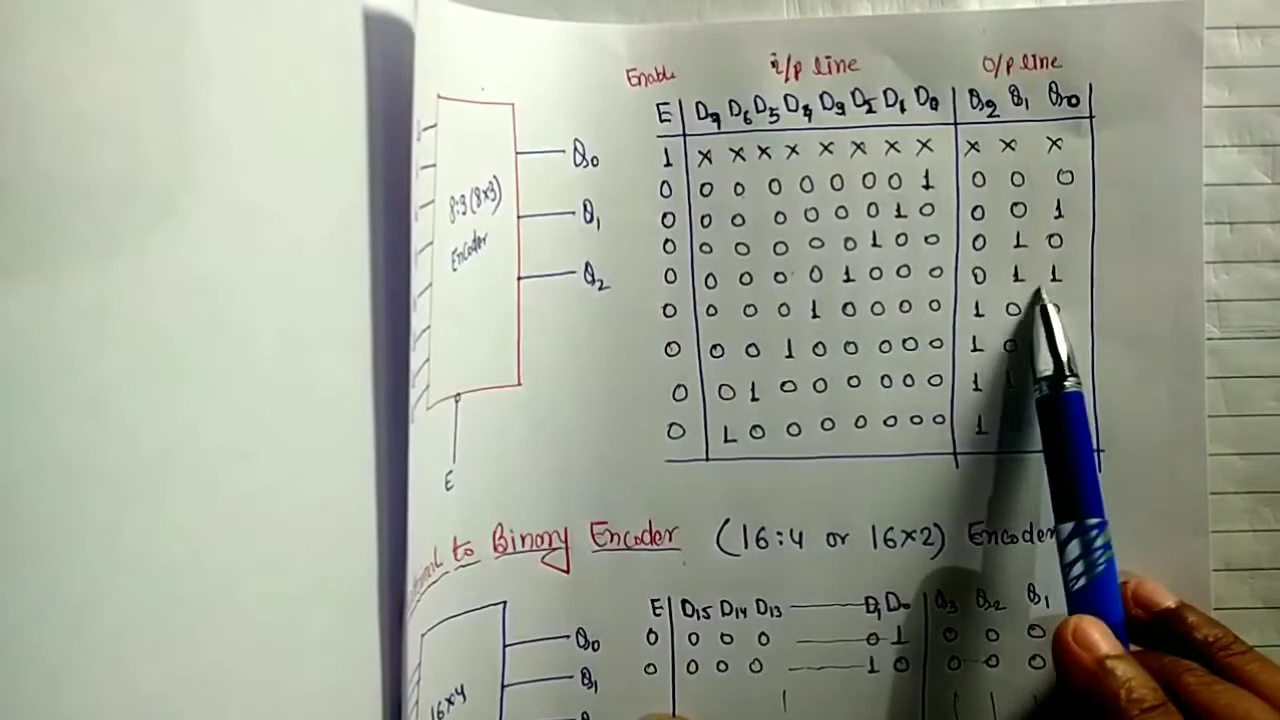 Enable i/p line O/p line
E D7 D6 D5 D4 D3 D2 D1 D0 Q2 Q1 Q0
1 x x x x x x x x x x x
0 0 0 0 0 0 0 0 1 0 0 0
0 0 0 0 0 0 0 1 0 0 0 1
0 0 0 0 0 0 1 0 0 0 1 0
0 0 0 0 0 1 0 0 0 0 1 1
0 0 0 0 1 0 0 0 0 1 0
0 0 0 1 0 0 0 0 0 1 0
0 0 1 0 0 0 0 0 0 1 1
0 1 0 0 0 0 0 0 0 1
Q0
Q1
Q2
8:3 (8x3)
Encoder
E
to Binary Encoder (16:4 or 16x2) Encoder
E D15 D14 D13 D1 D0 Q3 Q2 Q1
0 0 0 0 0 1 0 0 0
0 0 0 0 1 0 0 0 0
Q0
Q1
16x4